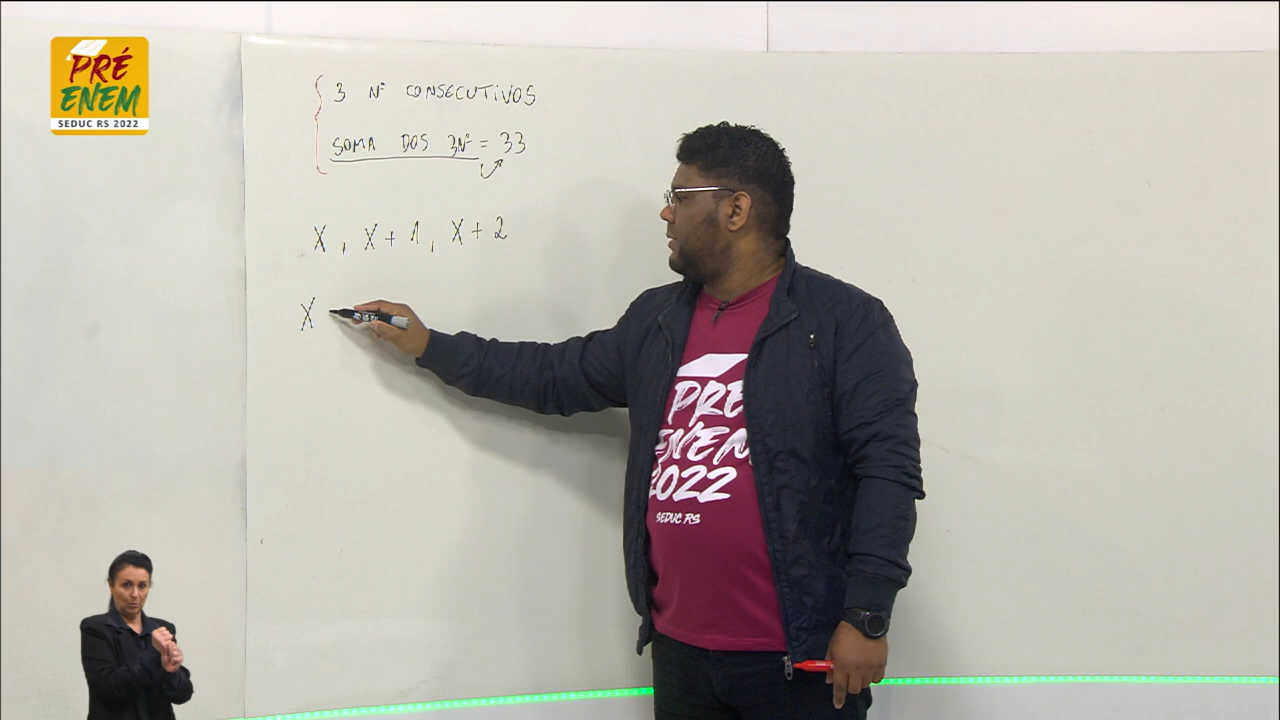 PRÉ
ENEM
SEDUC RS 2022
3 Nº CONSECUTIVOS
SOMA DOS 3Nº = 33
X , X + 1 , X + 2
X
PRÉ
ENEM
2022
SEDUC RS